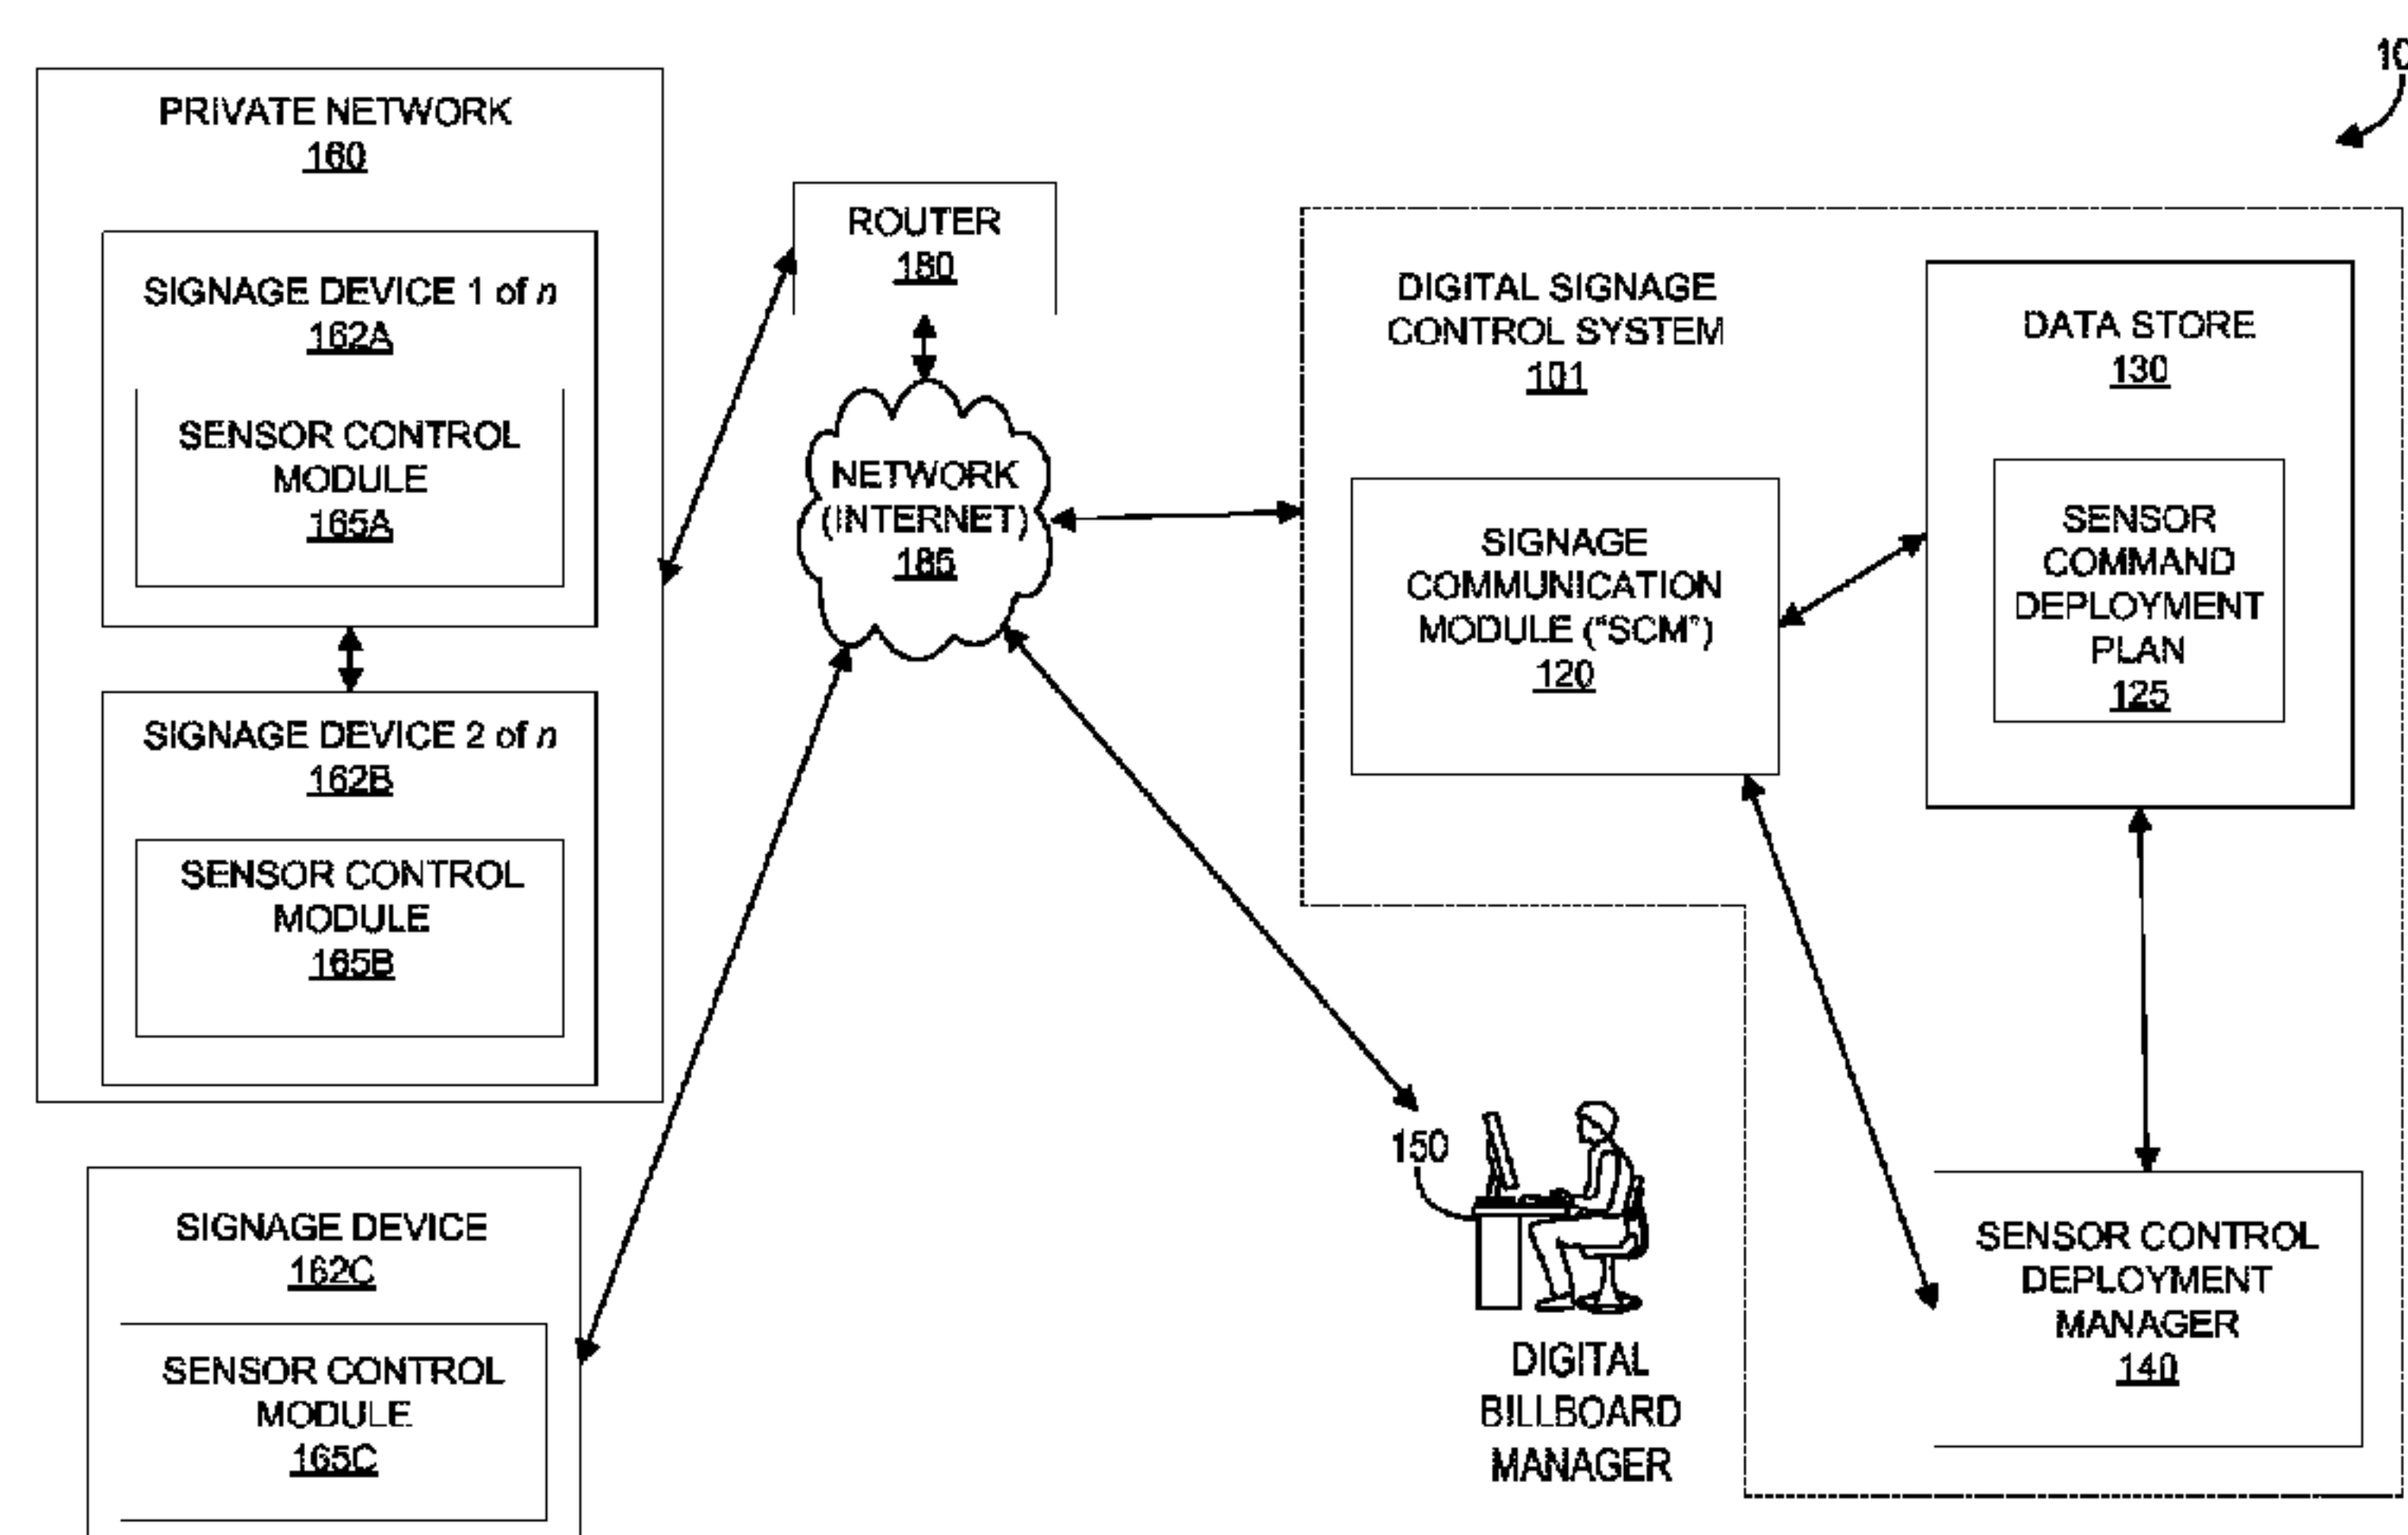 10
PRIVATE NETWORK
160
SIGNAGE DEVICE 1 of n
162A
SENSOR CONTROL
MODULE
165A
SIGNAGE DEVICE 2 of n
162B
SENSOR CONTROL
MODULE
165B
SIGNAGE DEVICE
162C
SENSOR CONTROL
MODULE
165C
ROUTER
180
NETWORK
(INTERNET)
185
DIGITAL SIGNAGE
CONTROL SYSTEM
101
SIGNAGE
COMMUNICATION
MODULE ("SCM")
120
DATA STORE
130
SENSOR
COMMAND
DEPLOYMENT
PLAN
125
150
DIGITAL
BILLBOARD
MANAGER
SENSOR CONTROL
DEPLOYMENT
MANAGER
140